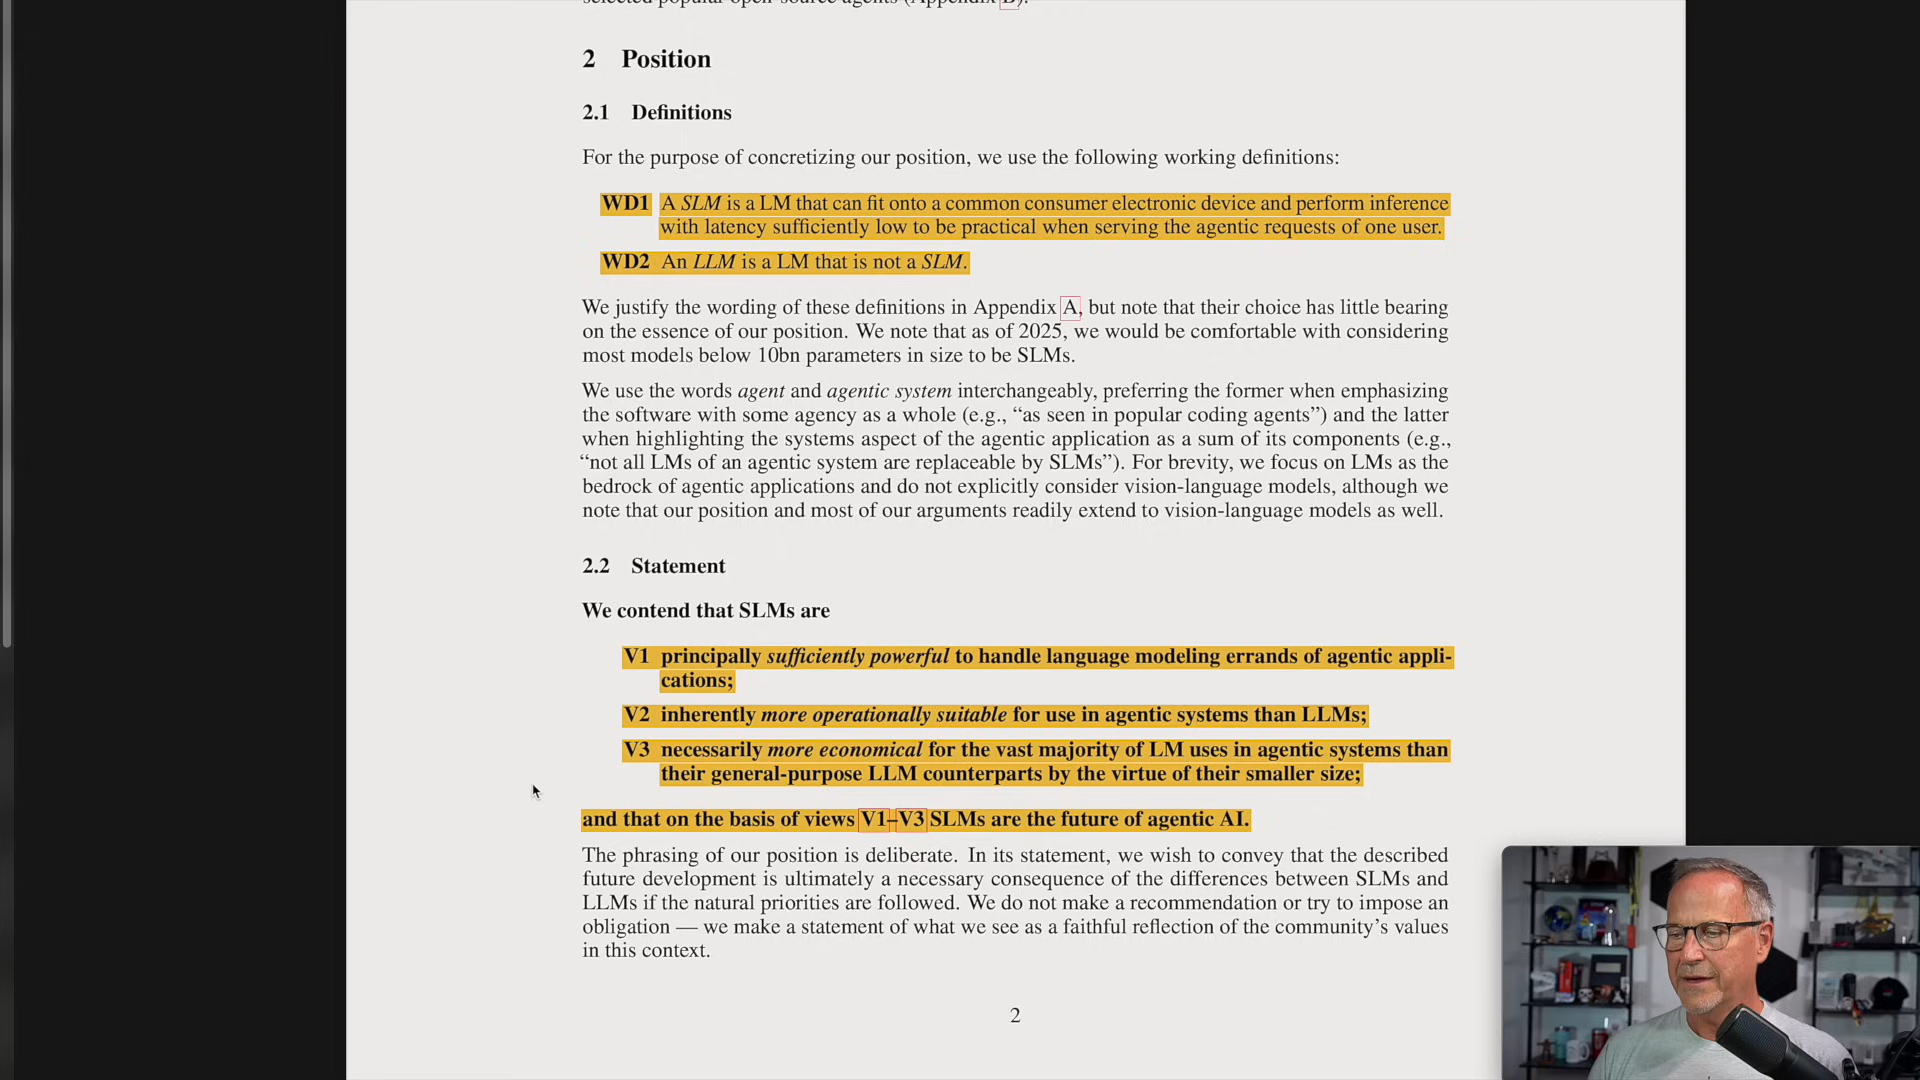 selected popular open-source agents (Appendix B).
2 Position
2.1 Definitions
For the purpose of concretizing our position, we use the following working definitions:
WD1 A SLM is a LM that can fit onto a common consumer electronic device and perform inference
with latency sufficiently low to be practical when serving the agentic requests of one user.
WD2 An LLM is a LM that is not a SLM.
We justify the wording of these definitions in Appendix A, but note that their choice has little bearing
on the essence of our position. We note that as of 2025, we would be comfortable with considering
most models below 10bn parameters in size to be SLMs.
We use the words agent and agentic system interchangeably, preferring the former when emphasizing
the software with some agency as a whole (e.g., “as seen in popular coding agents”) and the latter
when highlighting the systems aspect of the agentic application as a sum of its components (e.g.,
“not all LMs of an agentic system are replaceable by SLMs”). For brevity, we focus on LMs as the
bedrock of agentic applications and do not explicitly consider vision-language models, although we
note that our position and most of our arguments readily extend to vision-language models as well.
2.2 Statement
We contend that SLMs are
V1 principally sufficiently powerful to handle language modeling errands of agentic appli-
cations;
V2 inherently more operationally suitable for use in agentic systems than LLMs;
V3 necessarily more economical for the vast majority of LM uses in agentic systems than
their general-purpose LLM counterparts by the virtue of their smaller size;
and that on the basis of views V1–V3 SLMs are the future of agentic AI.
The phrasing of our position is deliberate. In its statement, we wish to convey that the described
future development is ultimately a necessary consequence of the differences between SLMs and
LLMs if the natural priorities are followed. We do not make a recommendation or try to impose an
obligation — we make a statement of what we see as a faithful reflection of the community’s values
in this context.
2